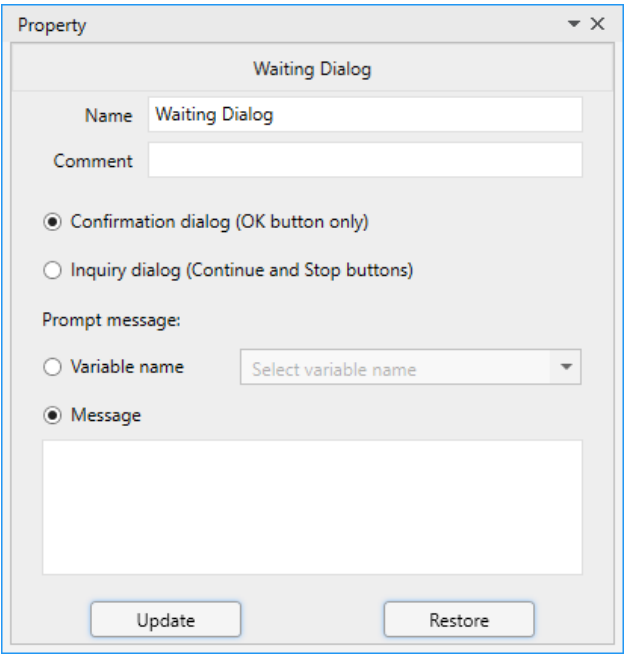 Property
Waiting Dialog
Name Waiting Dialog
Comment
Confirmation dialog (OK button only)
Inquiry dialog (Continue and Stop buttons)
Prompt message:
Variable name Select variable name
Message
Update Restore